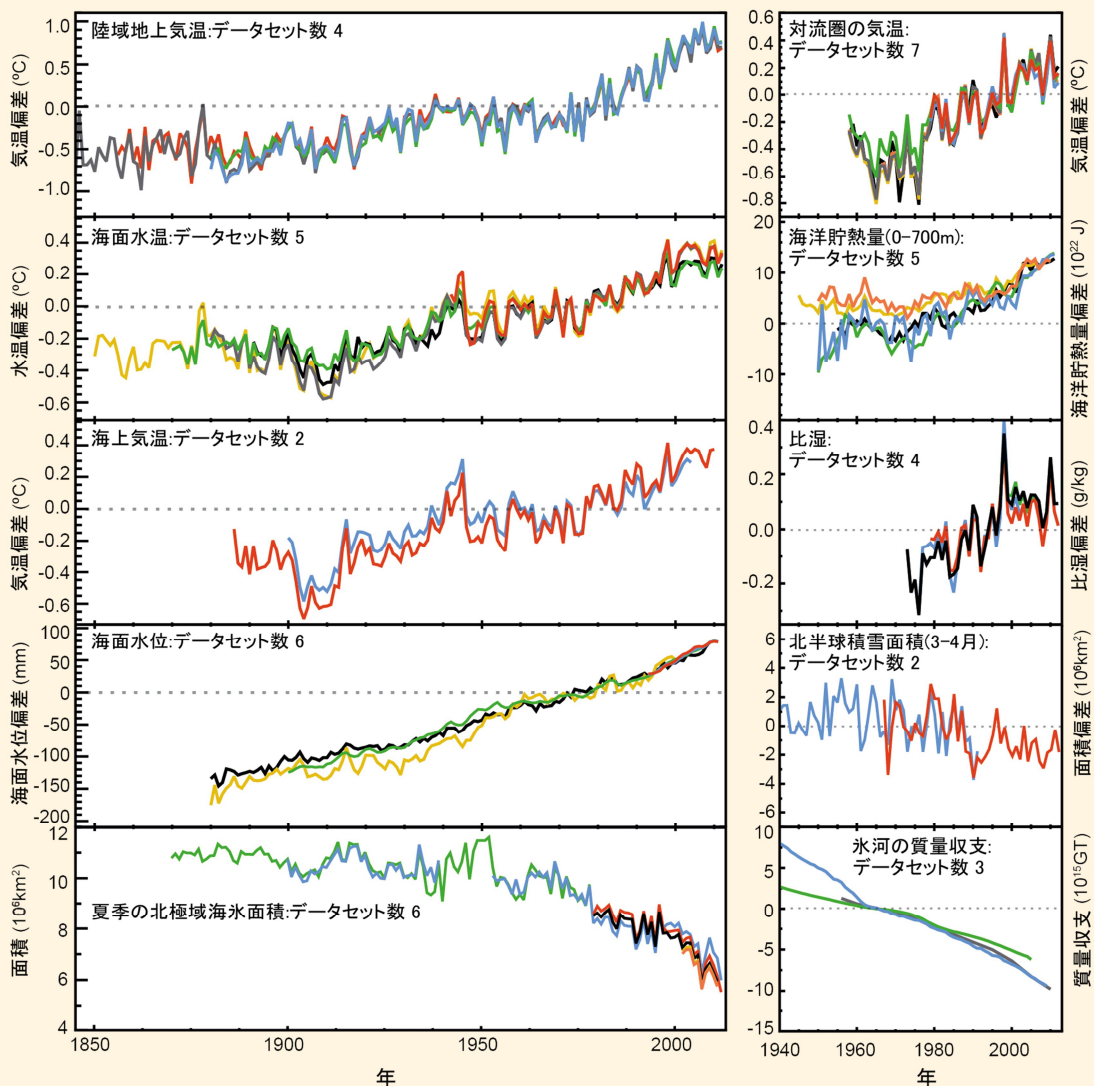 陸域地上気温:データセット数 4
気温偏差 (ºC)
1.0
0.5
0.0
-0.5
-1.0
海面水温:データセット数 5
水温偏差 (ºC)
0.4
0.2
0.0
-0.2
-0.4
-0.6
海上気温:データセット数 2
気温偏差 (ºC)
0.4
0.2
0.0
-0.2
-0.4
-0.6
海面水位:データセット数 6
海面水位偏差 (mm)
100
50
0
-50
-100
-150
-200
夏季の北極域海氷面積:データセット数 6
面積 (10⁶km²)
12
10
8
6
4
1850
1900
1950
2000
年
対流圏の気温:
データセット数 7
気温偏差 (ºC)
0.6
0.4
0.2
0.0
-0.2
-0.4
-0.6
-0.8
海洋貯熱量(0-700m):
データセット数 5
海洋貯熱量偏差 (10²² J)
20
10
0
-10
比湿:
データセット数 4
比湿偏差 (g/kg)
0.4
0.2
0.0
-0.2
北半球積雪面積(3-4月):
データセット数 2
面積偏差 (10⁶km²)
6
4
2
0
-2
-4
-6
氷河の質量収支:
データセット数 3
質量収支 (10¹⁵GT)
10
5
0
-5
-10
-15
1940
1960
1980
2000
年